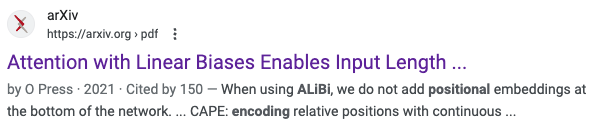 arXiv
https://arxiv.org › pdf
Attention with Linear Biases Enables Input Length ...
by O Press · 2021 · Cited by 150 — When using ALiBi, we do not add positional embeddings at
the bottom of the network. ... CAPE: encoding relative positions with continuous ...